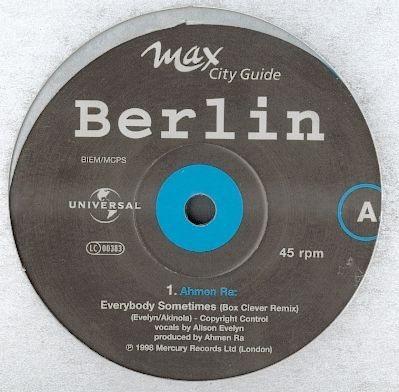 max
City Guide
Berlin
BIEM/MCPS
UNIVERSAL
A
LC 00383
45 rpm
1. Ahmen Ra:
Everybody Sometimes (Box Clever Remix)
(Evelyn/Akinola) - Copyright Control
vocals by Alison Evelyn
produced by Ahmen Ra
℗ 1998 Mercury Records Ltd (London)